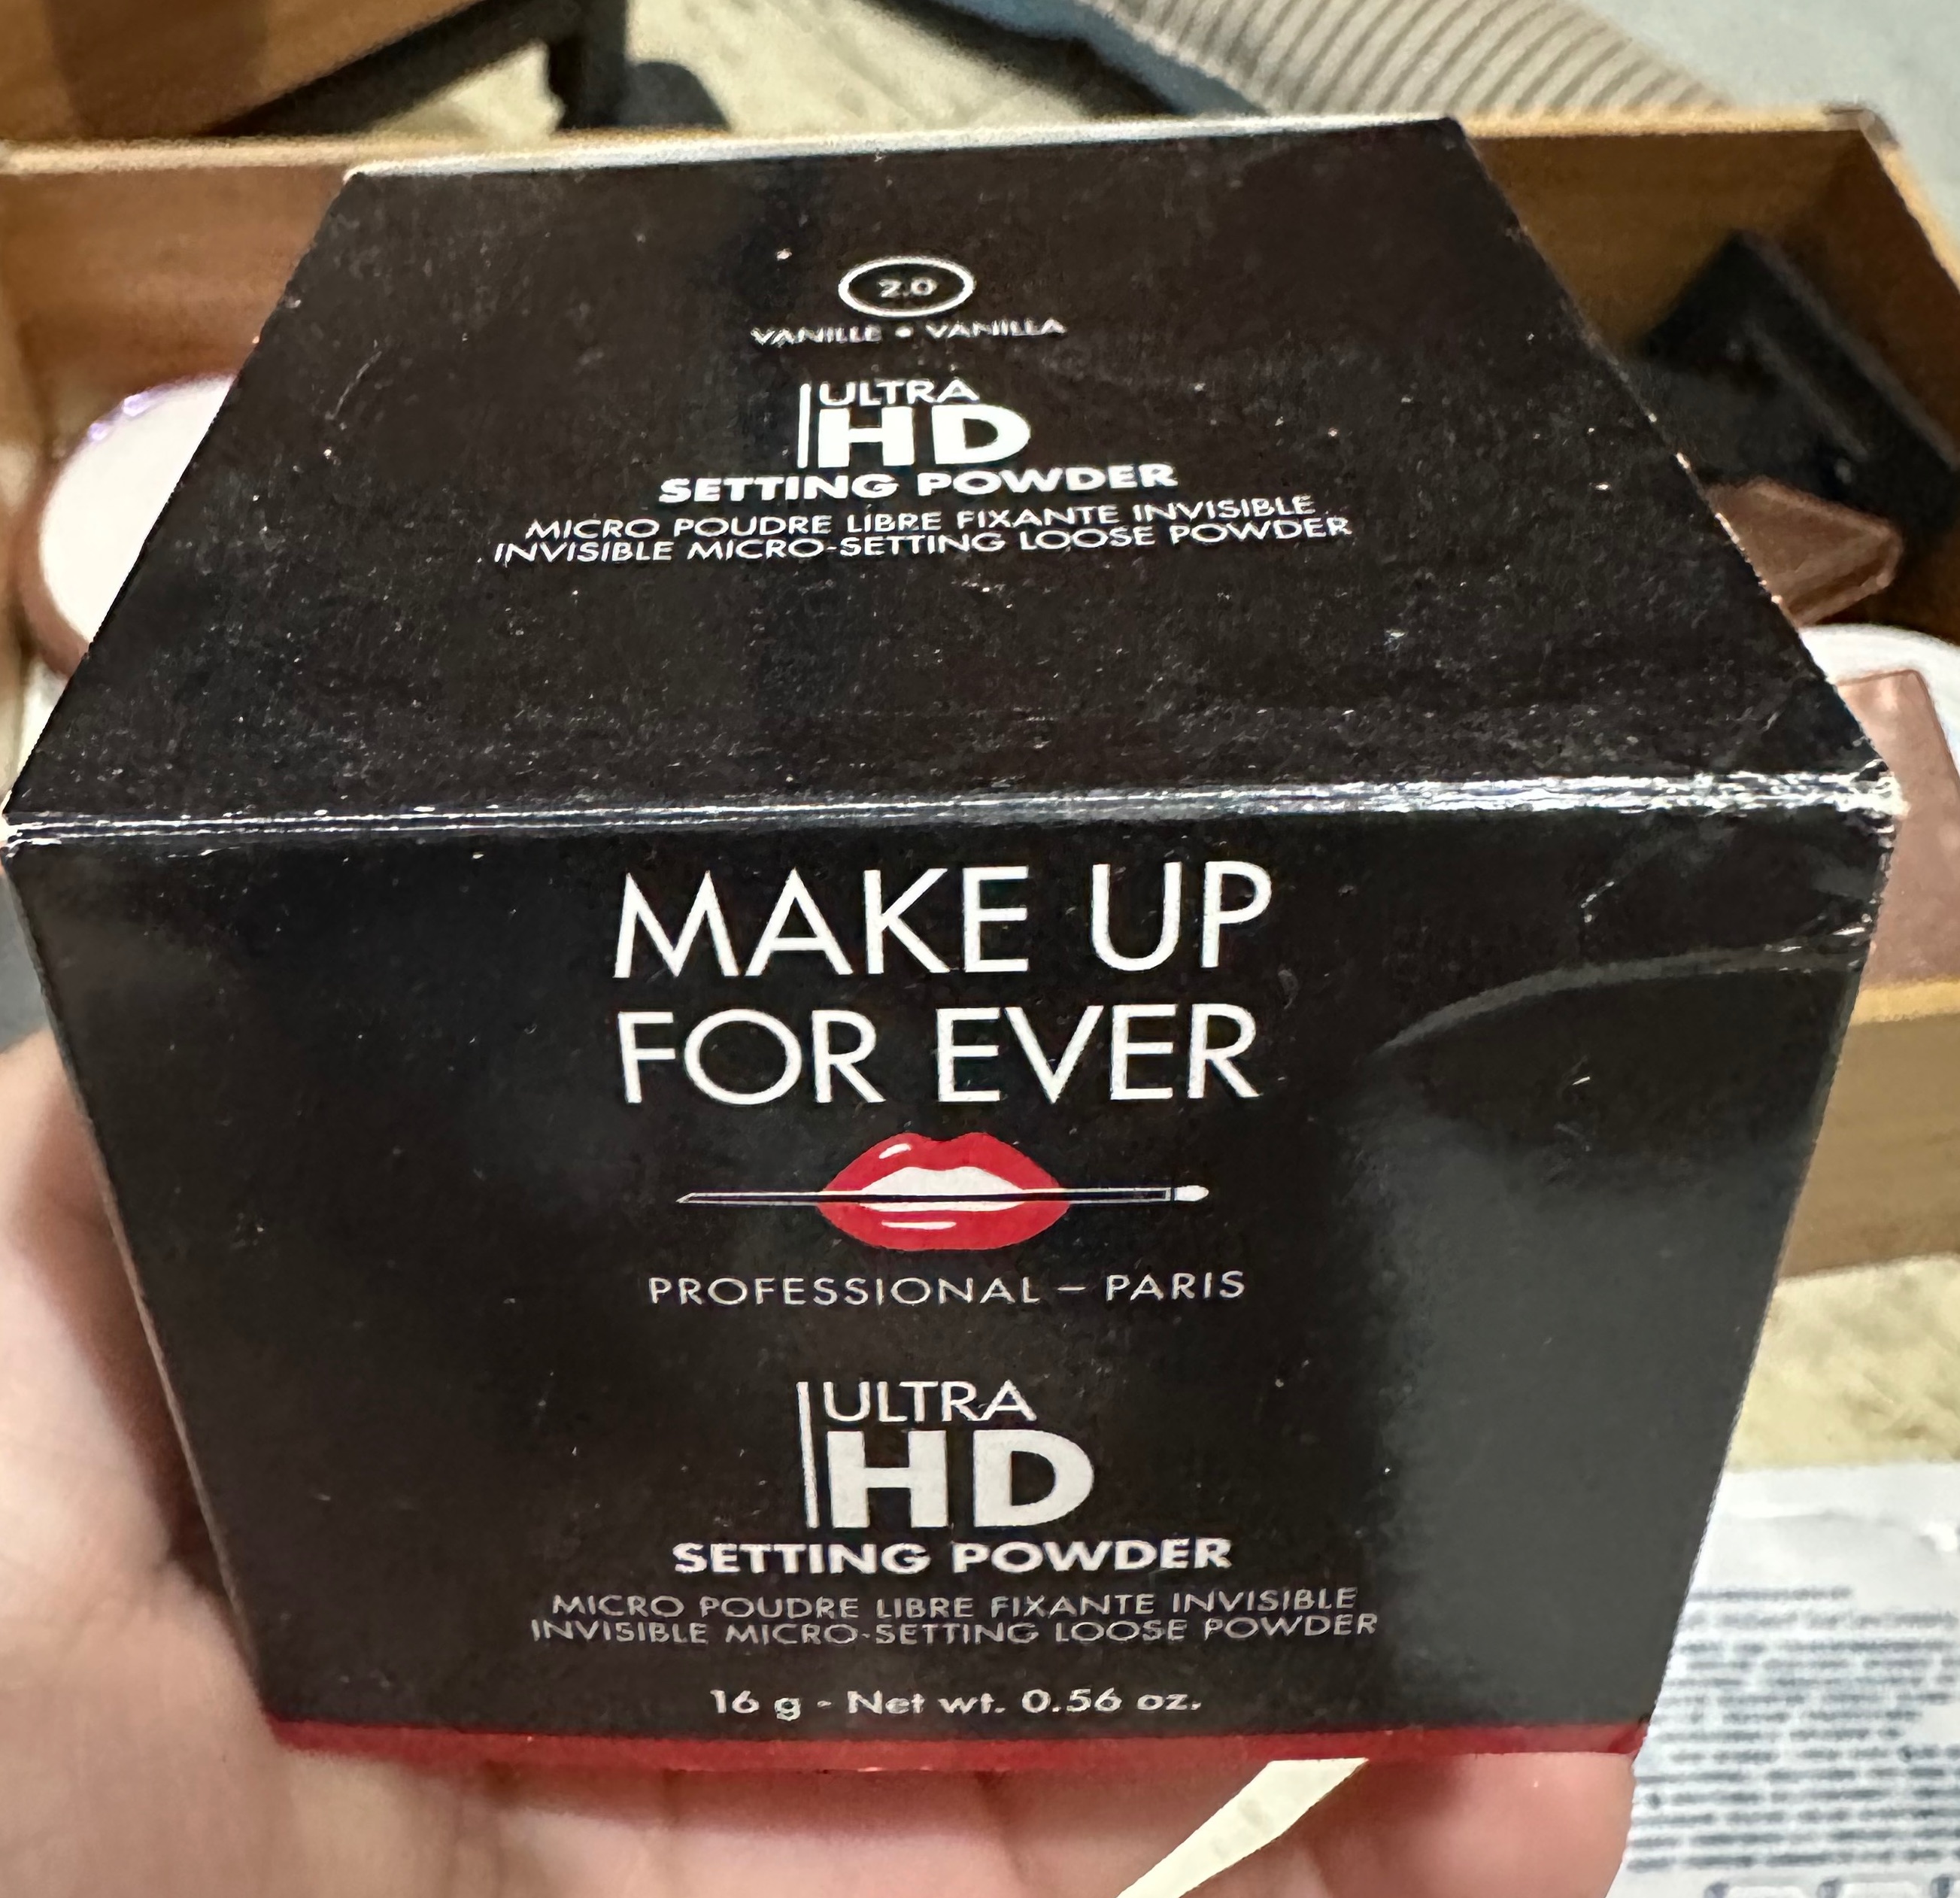 2.0
VANILLE • VANILLA
ULTRA
HD
SETTING POWDER
MICRO POUDRE LIBRE FIXANTE INVISIBLE
INVISIBLE MICRO-SETTING LOOSE POWDER
MAKE UP
FOR EVER
PROFESSIONAL – PARIS
ULTRA
HD
SETTING POWDER
MICRO POUDRE LIBRE FIXANTE INVISIBLE
INVISIBLE MICRO-SETTING LOOSE POWDER
16 g - Net wt. 0.56 oz.